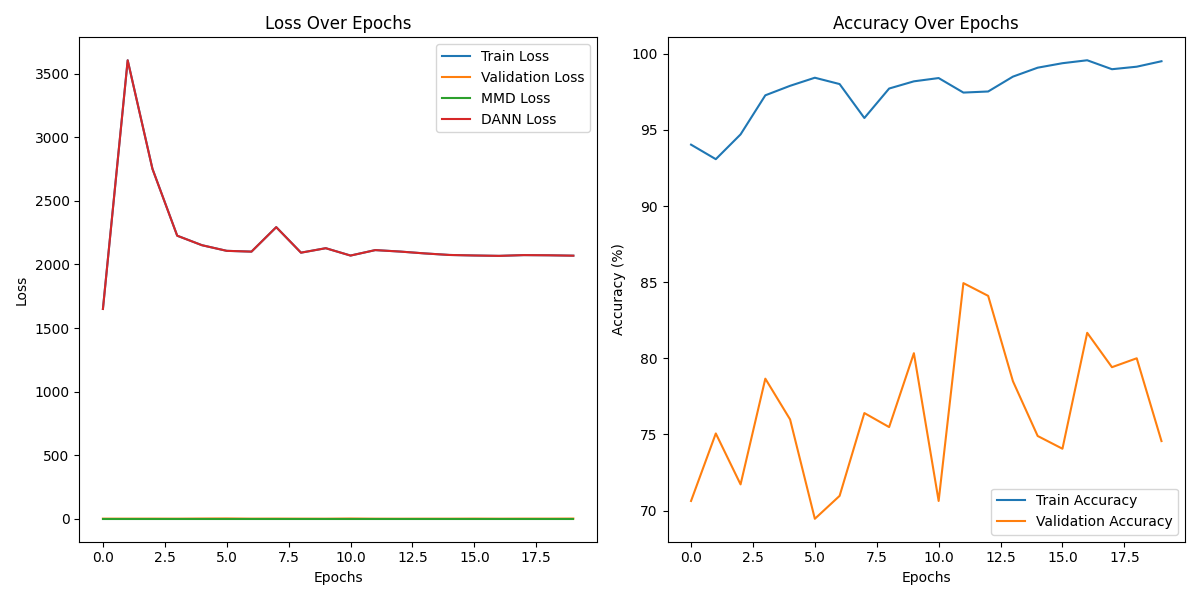 Loss Over Epochs
Loss
3500
3000
2500
2000
1500
1000
500
0
Train Loss
Validation Loss
MMD Loss
DANN Loss
0.0 2.5 5.0 7.5 10.0 12.5 15.0 17.5
Epochs
Accuracy Over Epochs
Accuracy (%)
100
95
90
85
80
75
70
Train Accuracy
Validation Accuracy
0.0 2.5 5.0 7.5 10.0 12.5 15.0 17.5
Epochs